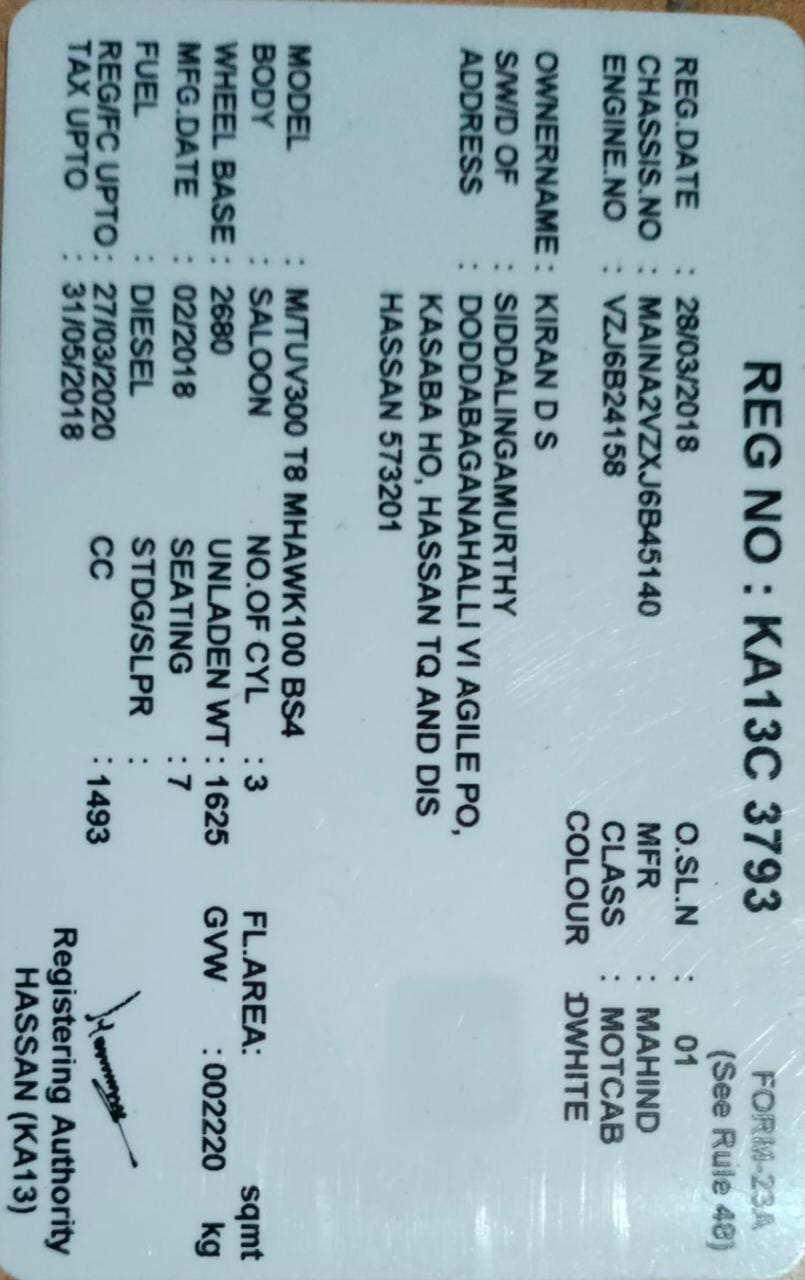 FORM-23A
REG NO : KA13C 3793 (See Rule 48)
REG.DATE : 28/03/2018 O.SL.N : 01
CHASSIS.NO : MAINA2VZXJ6B45140 MFR : MAHIND
ENGINE.NO : VZJ6B24158 CLASS : MOTCAB
COLOUR :DWHITE
OWNERNAME : KIRAN D S
S/W/D OF : SIDDALINGAMURTHY
ADDRESS : DODDABAGANAHALLI VI AGILE PO,
KASABA HO, HASSAN TQ AND DIS
HASSAN 573201
MODEL : M/TUV300 T8 MHAWK100 BS4
BODY : SALOON NO.OF CYL : 3 FL.AREA: sqmt
WHEEL BASE : 2680 UNLADEN WT : 1625 GVW : 002220 kg
MFG.DATE : 02/2018 SEATING : 7
FUEL : DIESEL STDG/SLPR :
REG/FC UPTO : 27/03/2020 CC : 1493
TAX UPTO : 31/05/2018
Registering Authority
HASSAN (KA13)